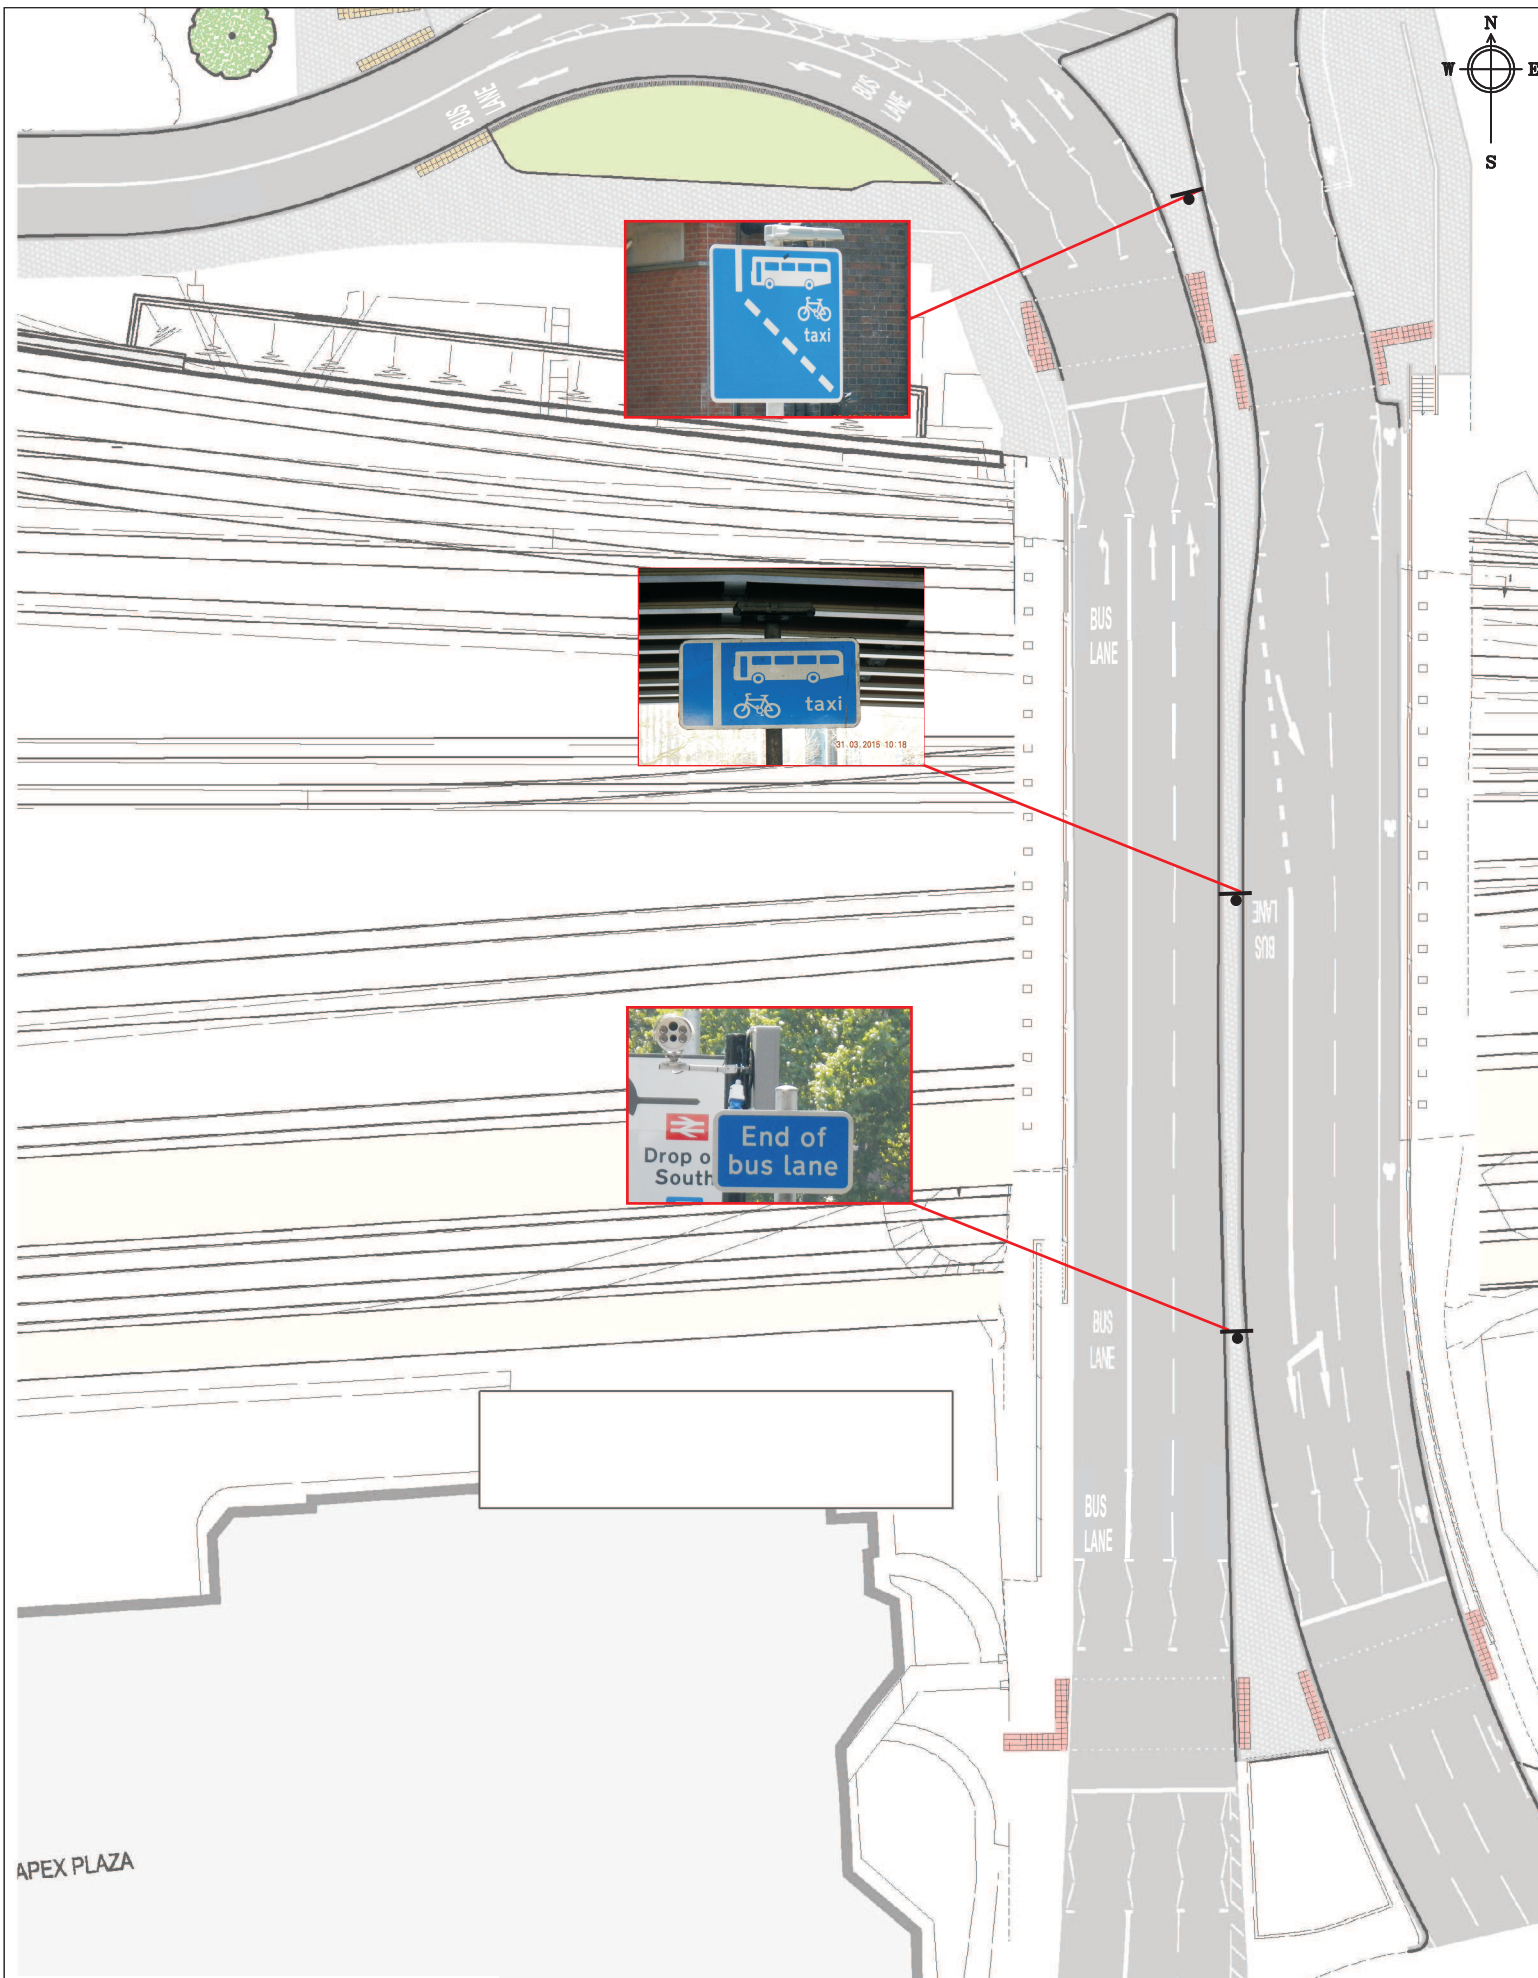 N
W E
S
BUS
LANE
BUS
LANE
taxi
BUS
LANE
taxi
31.03.2015 10:18
BUS
LANE
End of
bus lane
Drop o
South
BUS
LANE
BUS
LANE
APEX PLAZA